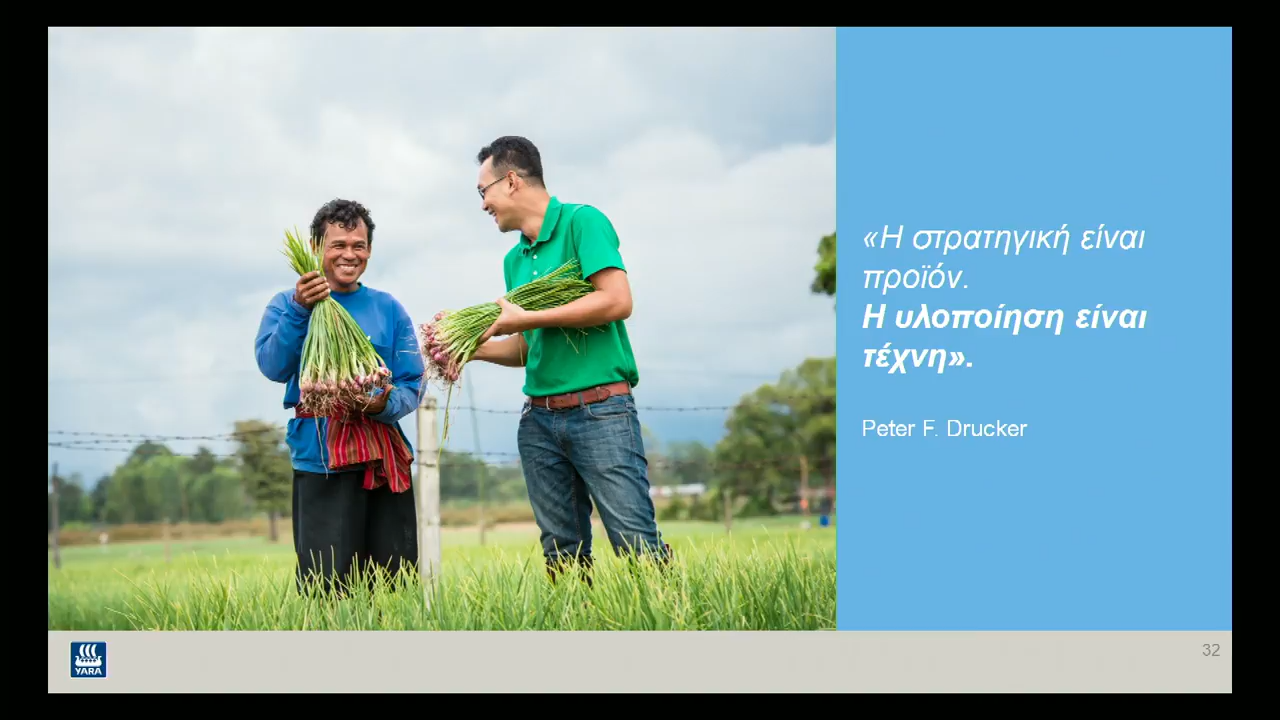 «Η στρατηγική είναι
προϊόν.
Η υλοποίηση είναι
τέχνη».
Peter F. Drucker
YARA
32